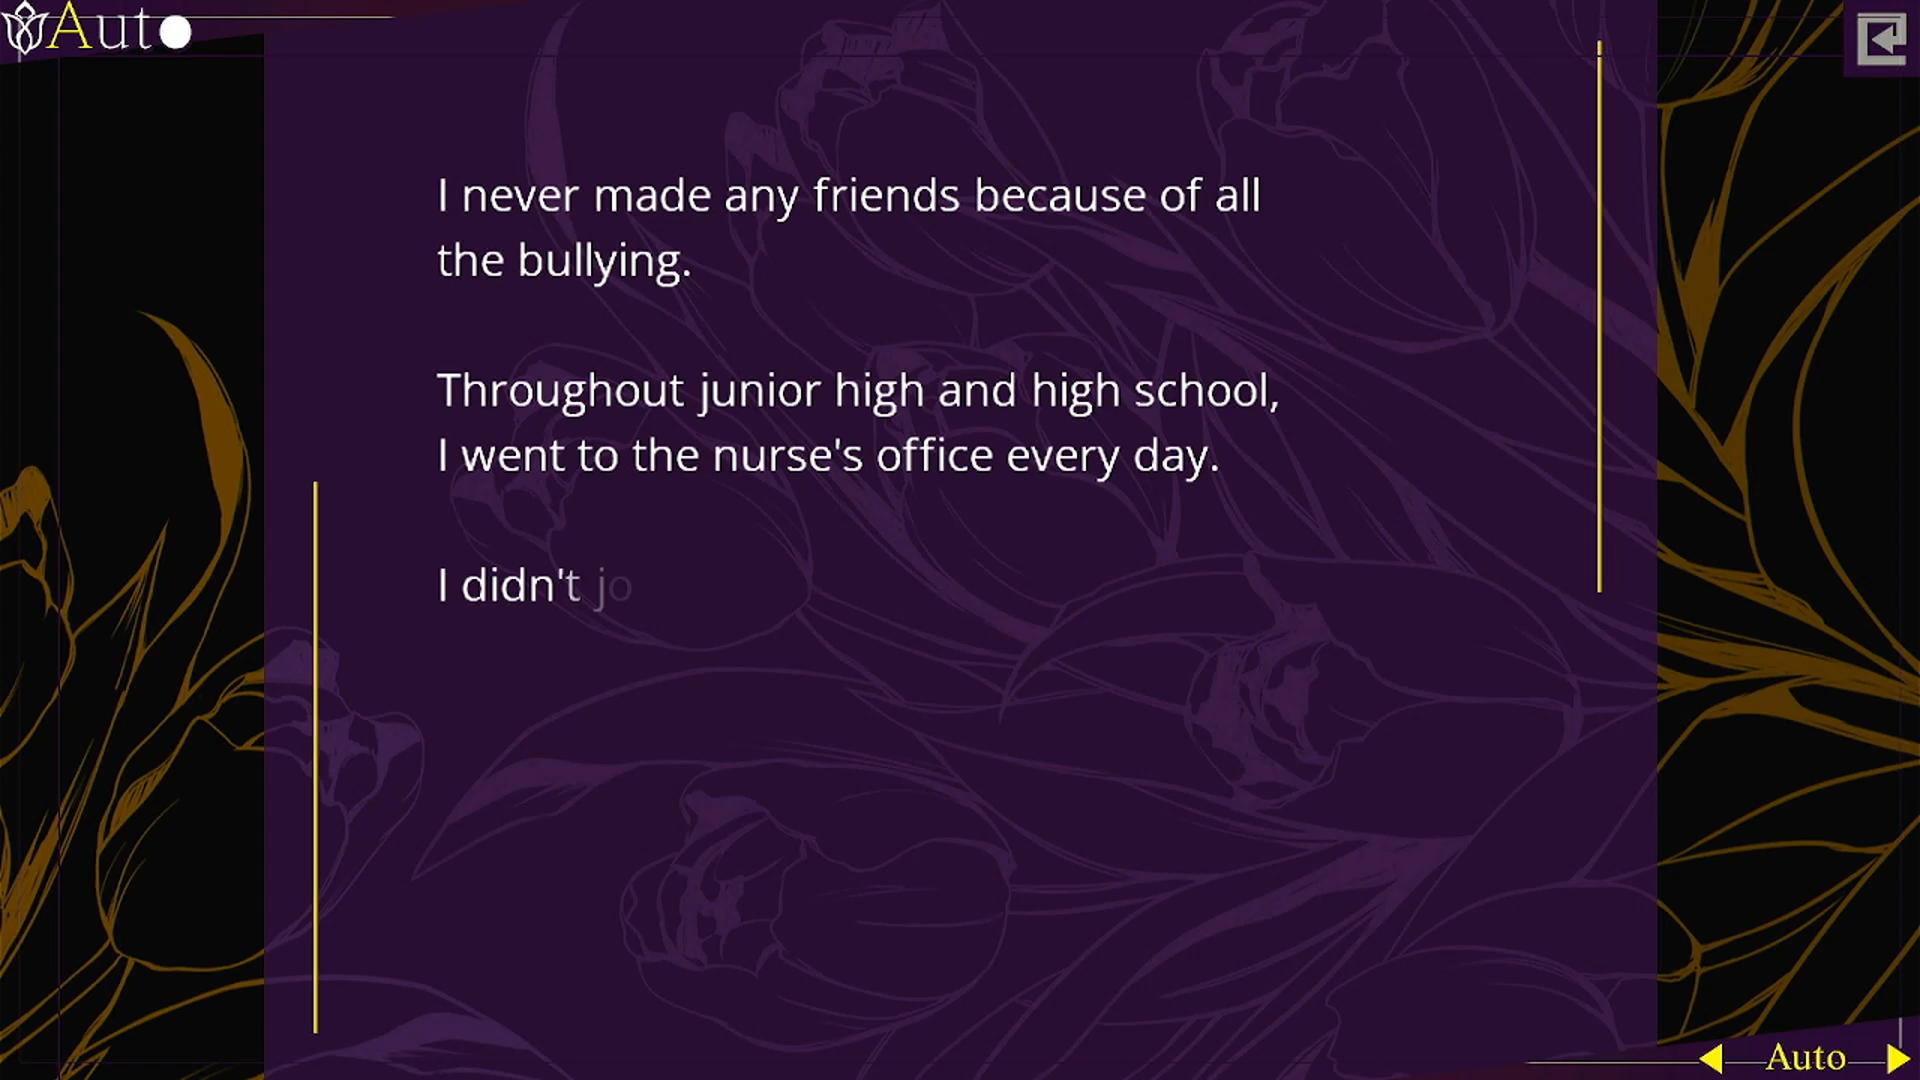 Auto
I never made any friends because of all
the bullying.
Throughout junior high and high school,
I went to the nurse's office every day.
I didn't jo
Auto